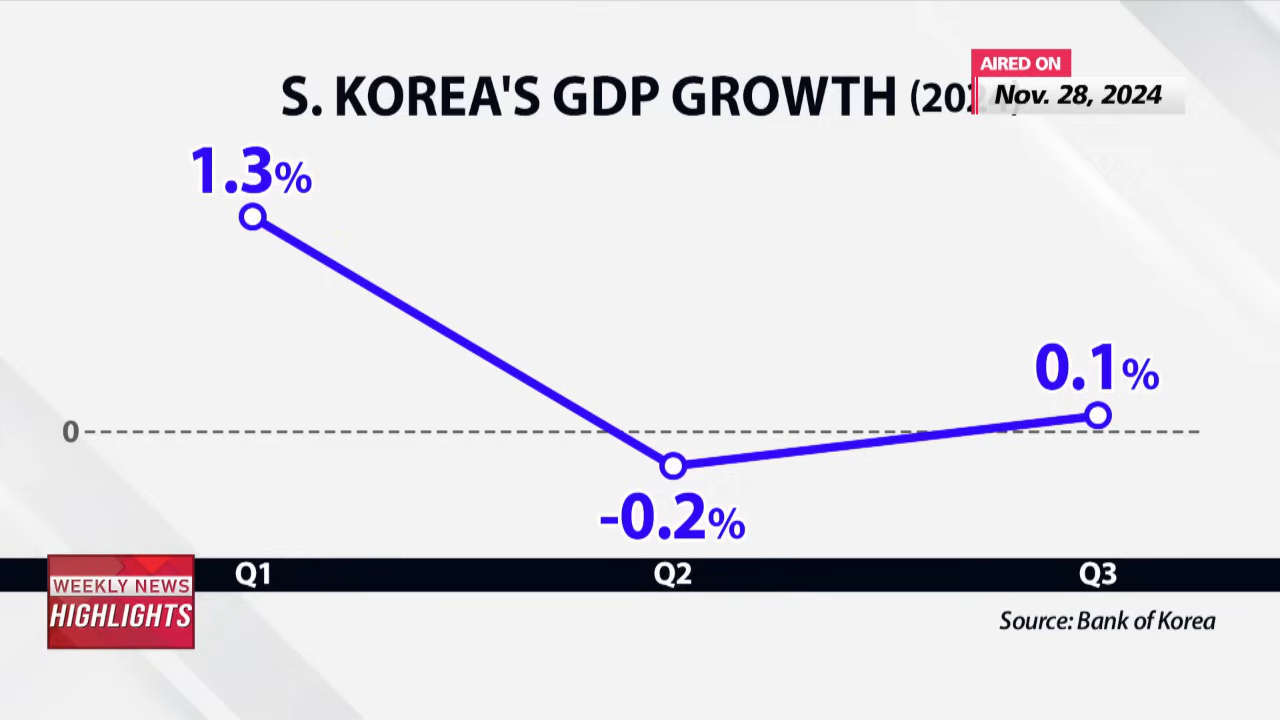 AIRED ON
S. KOREA'S GDP GROWTH
Nov. 28, 2024
1.3%
0.1%
0
-0.2%
Q1 Q2 Q3
WEEKLY NEWS
HIGHLIGHTS
Source: Bank of Korea